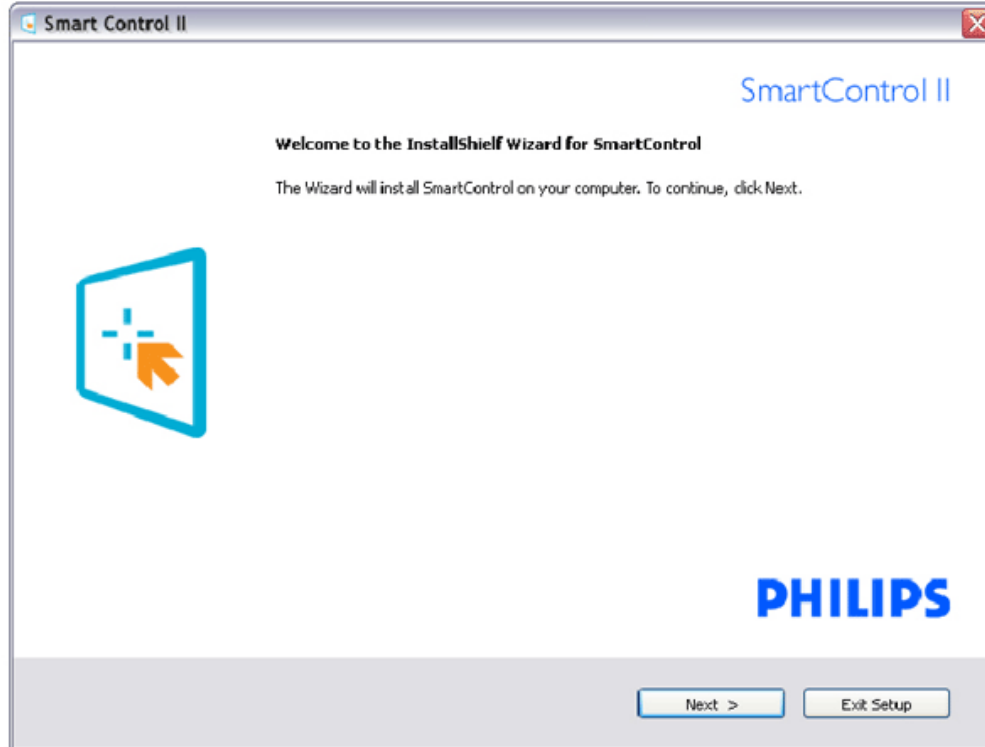 Smart Control II
SmartControl II
Welcome to the InstallShielf Wizard for SmartControl
The Wizard will install SmartControl on your computer. To continue, click Next.
PHILIPS
Next >
Exit Setup